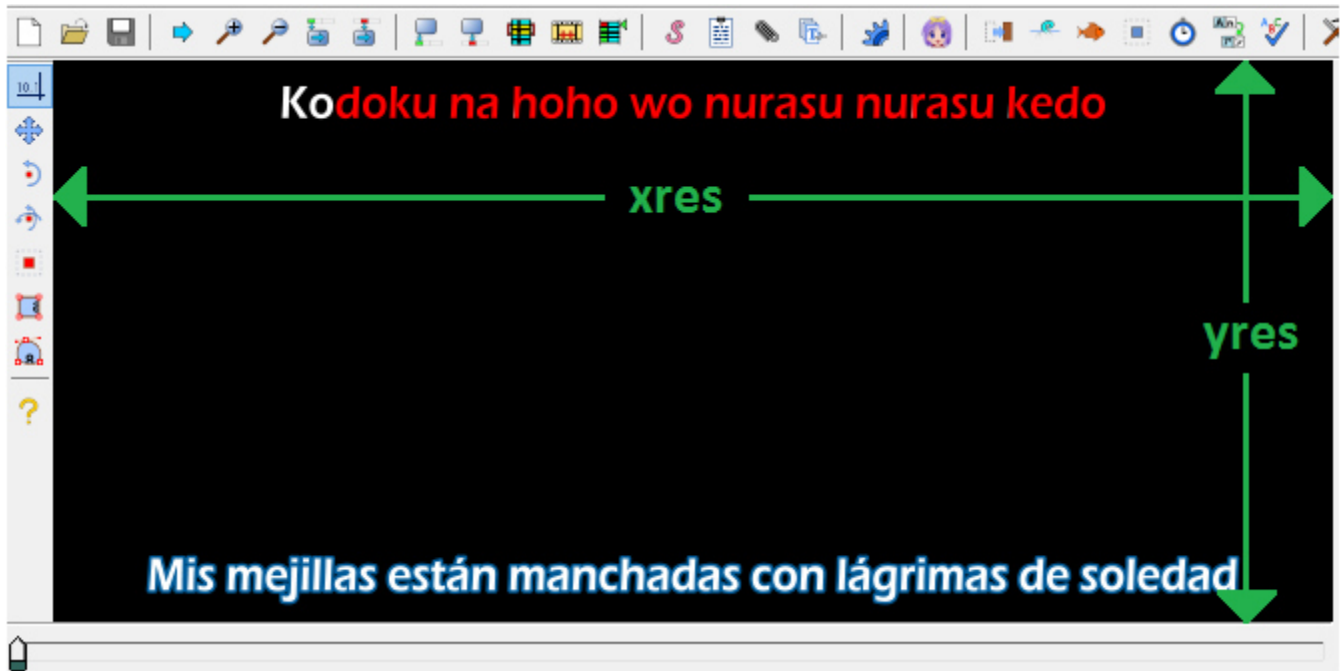 Kodoku na hoho wo nurasu nurasu kedo
xres
yres
Mis mejillas están manchadas con lágrimas de soledad